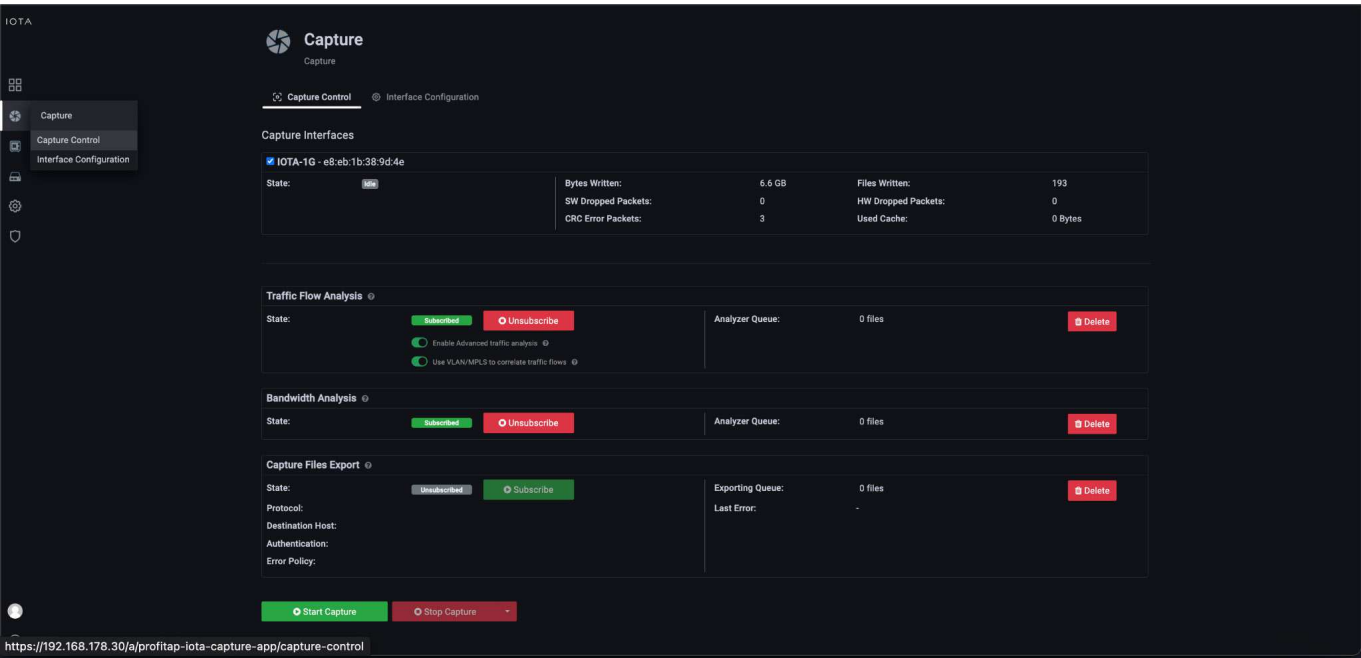 IOTA
Capture
Capture
Capture Control Interface Configuration
Capture
Capture Control
Interface Configuration
Capture Interfaces
IOTA-1G - e8:eb:1b:38:9d:4e
State: Idle Bytes Written: 6.6 GB Files Written: 193
SW Dropped Packets: 0 HW Dropped Packets: 0
CRC Error Packets: 3 Used Cache: 0 Bytes
Traffic Flow Analysis
State: Subscribed Unsubscribe Analyzer Queue: 0 files Delete
Enable Advanced traffic analysis
Use VLAN/MPLS to correlate traffic flows
Bandwidth Analysis
State: Subscribed Unsubscribe Analyzer Queue: 0 files Delete
Capture Files Export
State: Unsubscribed Subscribe Exporting Queue: 0 files Delete
Protocol: Last Error: -
Destination Host:
Authentication:
Error Policy:
Start Capture Stop Capture
https://192.168.178.30/a/profitap-iota-capture-app/capture-control